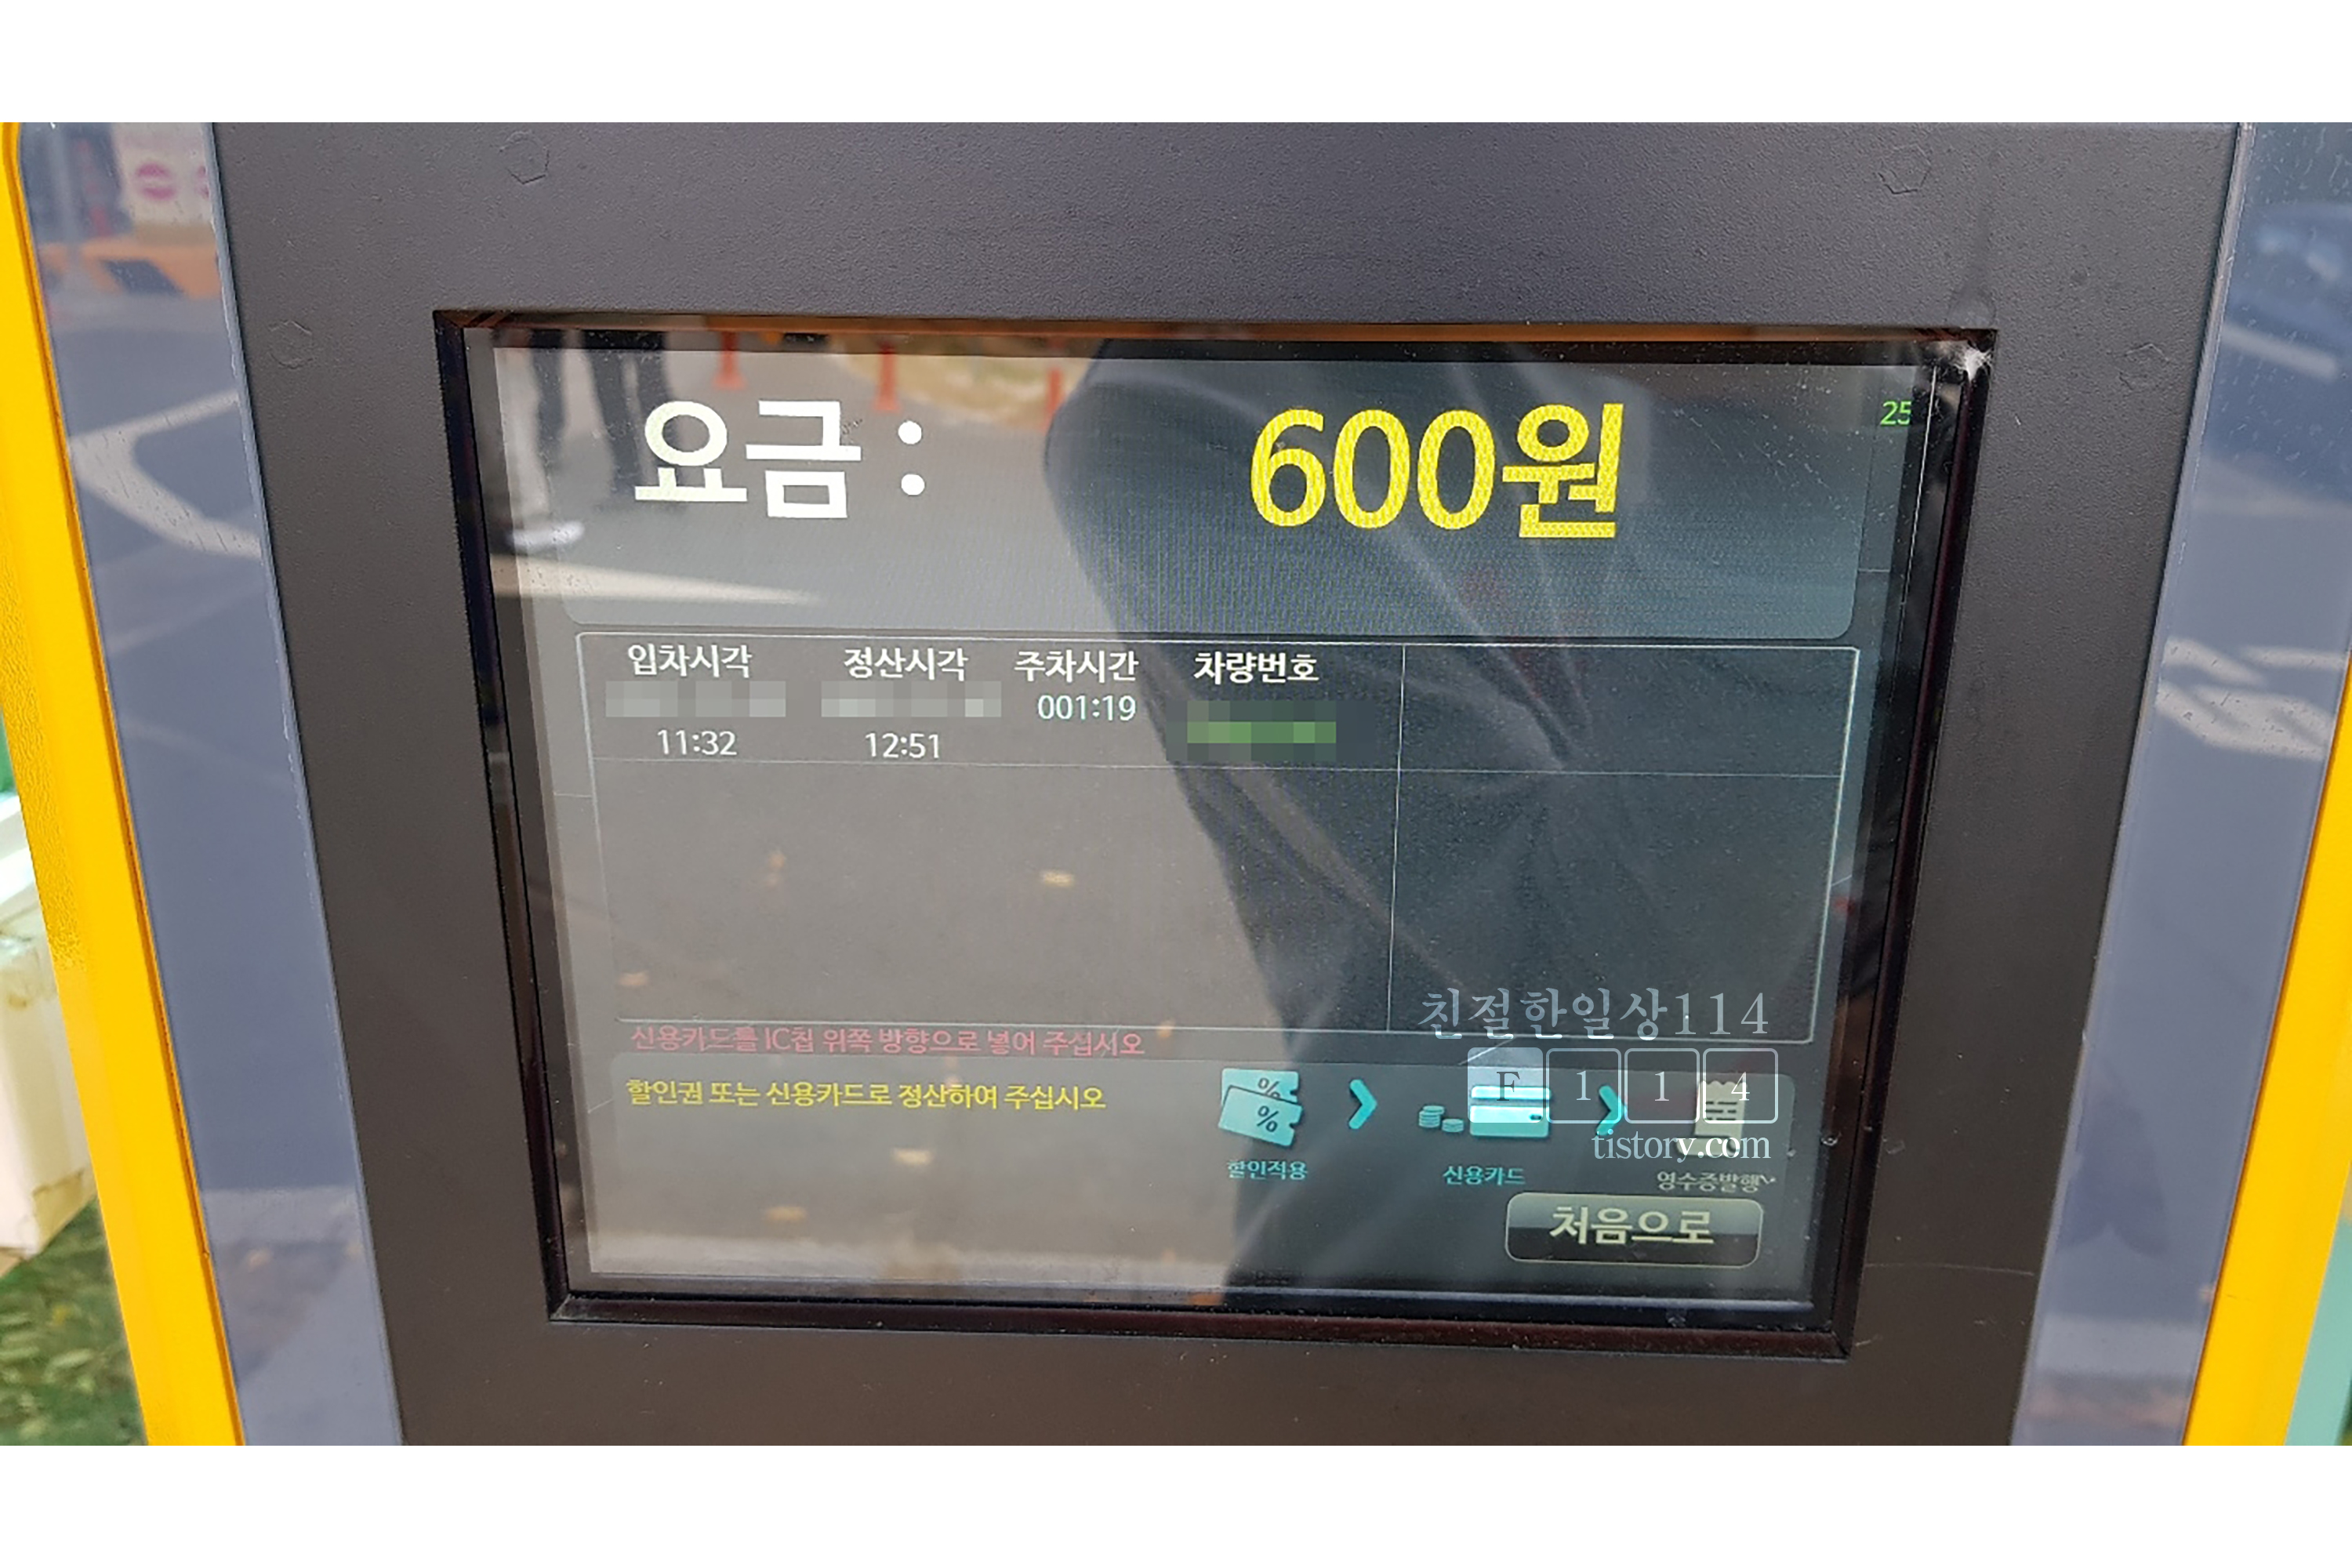 요금 : 600원
25
입차시각 정산시각 주차시간 차량번호
001:19
11:32 12:51
신용카드를 IC칩 위쪽 방향으로 넣어 주십시오
할인권 또는 신용카드로 정산하여 주십시오
% %
할인적용 신용카드 영수증발행
처음으로
친절한일상114
F 1 1 4
tistory.com